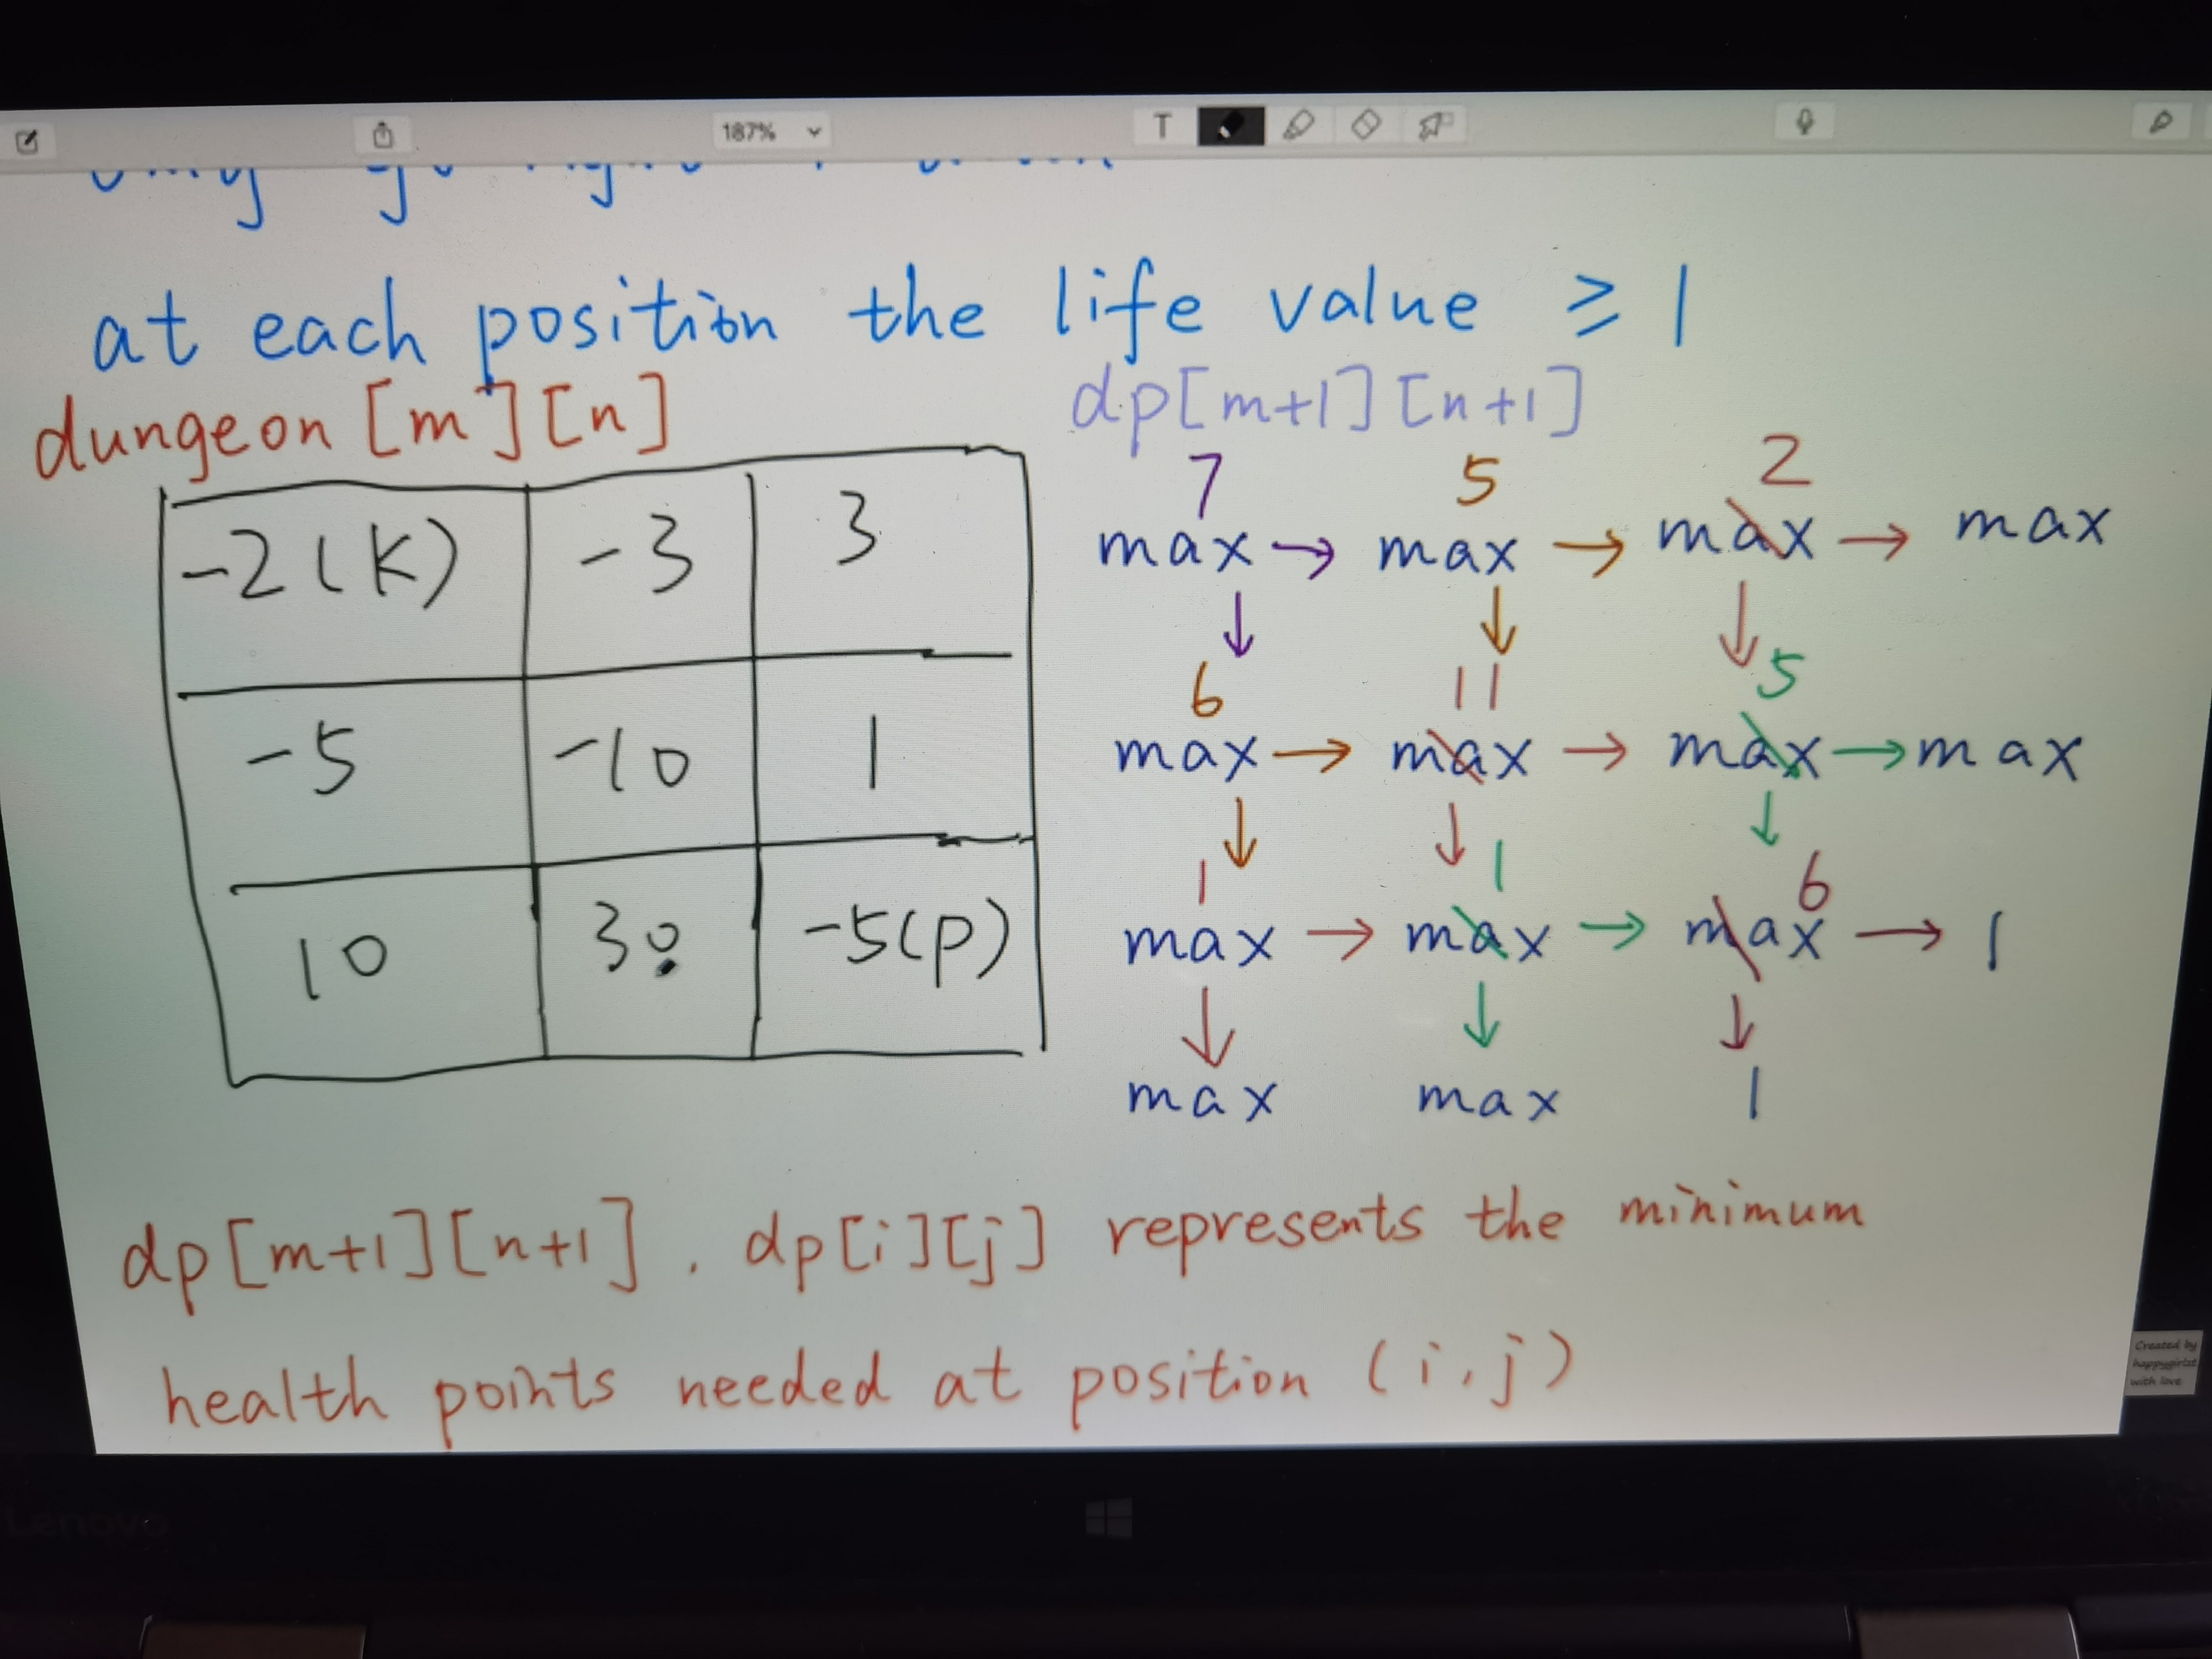 187%
T
at each position the life value ≥ 1
dungeon [m][n]
dp[m+1][n+1]
-2(K) -3 3
-5 -10 1
10 30 -5(P)
7 5 2
max → max → max → max
6 11 5
max → max → max → max
1 1 6
max → max → max → 1
max max 1
dp[m+1][n+1]. dp[i][j] represents the minimum
health points needed at position (i,j)
Created by
happygirlzt
with love
Lenovo